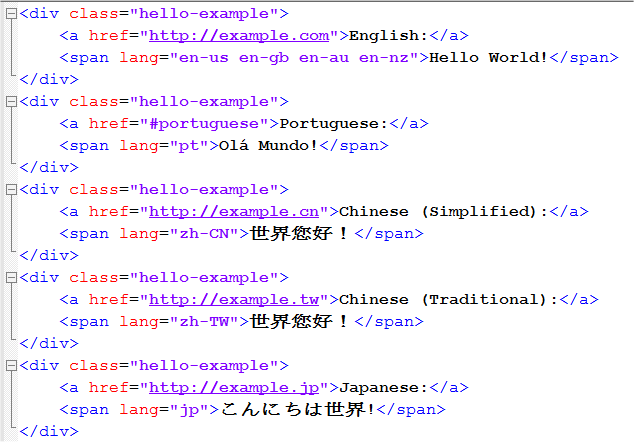 <div class="hello-example">
    <a href="http://example.com">English:</a>
    <span lang="en-us en-gb en-au en-nz">Hello World!</span>
</div>
<div class="hello-example">
    <a href="#portuguese">Portuguese:</a>
    <span lang="pt">Olá Mundo!</span>
</div>
<div class="hello-example">
    <a href="http://example.cn">Chinese (Simplified):</a>
    <span lang="zh-CN">世界您好！</span>
</div>
<div class="hello-example">
    <a href="http://example.tw">Chinese (Traditional):</a>
    <span lang="zh-TW">世界您好！</span>
</div>
<div class="hello-example">
    <a href="http://example.jp">Japanese:</a>
    <span lang="jp">こんにちは世界!</span>
</div>